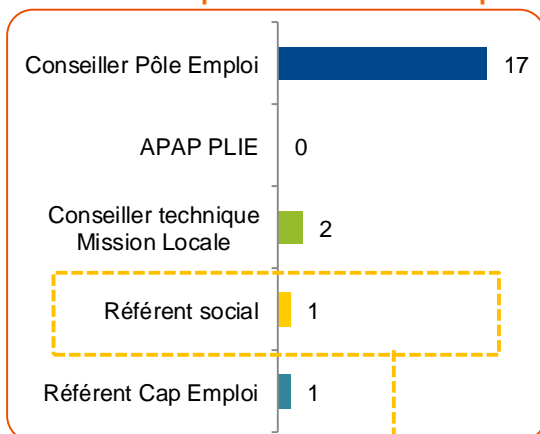 Conseiller Pôle Emploi 17
APAP PLIE 0
Conseiller technique
Mission Locale 2
Référent social 1
Référent Cap Emploi 1